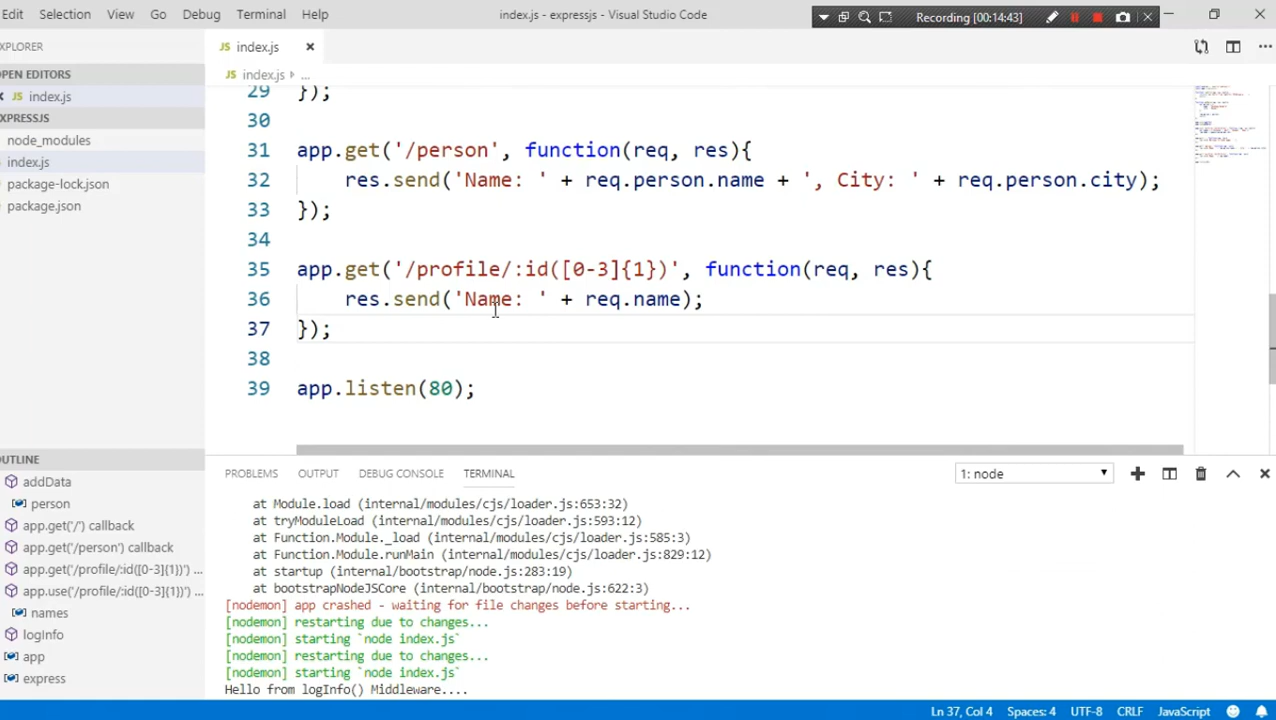 Edit Selection View Go Debug Terminal Help index.js - expressjs - Visual Studio Code Recording [00:14:43]
EXPLORER
JS index.js
OPEN EDITORS
JS index.js
JS index.js > ...
EXPRESSJS
node_modules
index.js
package-lock.json
package.json
29 });
30
31 app.get('/person', function(req, res){
32 res.send('Name: ' + req.person.name + ', City: ' + req.person.city);
33 });
34
35 app.get('/profile/:id([0-3]{1})', function(req, res){
36 res.send('Name: ' + req.name);
37 });
38
39 app.listen(80);
OUTLINE
addData
person
app.get('/') callback
app.get('/person') callback
app.get('/profile/:id([0-3]{1})') ...
app.use('/profile/:id([0-3]{1})') ...
names
logInfo
app
express
PROBLEMS OUTPUT DEBUG CONSOLE TERMINAL 1: node
at Module.load (internal/modules/cjs/loader.js:653:32)
at tryModuleLoad (internal/modules/cjs/loader.js:593:12)
at Function.Module._load (internal/modules/cjs/loader.js:585:3)
at Function.Module.runMain (internal/modules/cjs/loader.js:829:12)
at startup (internal/bootstrap/node.js:283:19)
at bootstrapNodeJSCore (internal/bootstrap/node.js:622:3)
[nodemon] app crashed - waiting for file changes before starting...
[nodemon] restarting due to changes...
[nodemon] starting `node index.js`
[nodemon] restarting due to changes...
[nodemon] starting `node index.js`
Hello from logInfo() Middleware....
Ln 37, Col 4 Spaces: 4 UTF-8 CRLF JavaScript